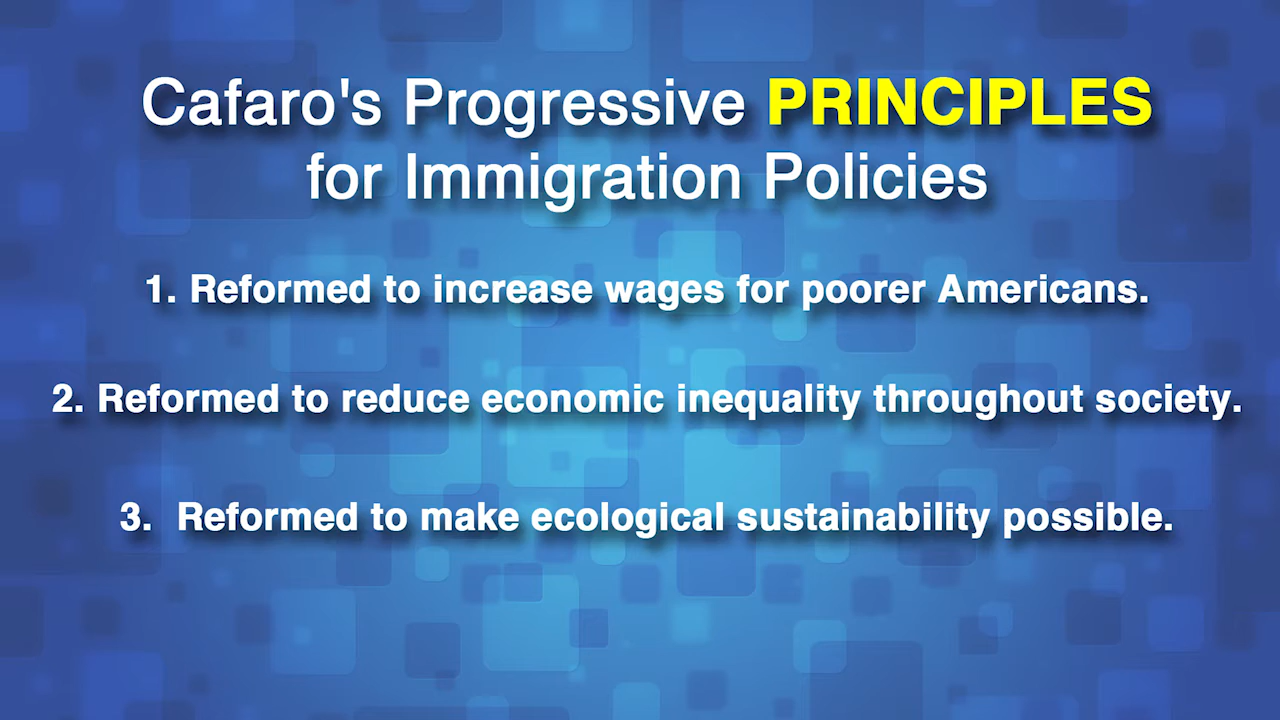 Cafaro's Progressive PRINCIPLES
for Immigration Policies
1. Reformed to increase wages for poorer Americans.
2. Reformed to reduce economic inequality throughout society.
3. Reformed to make ecological sustainability possible.